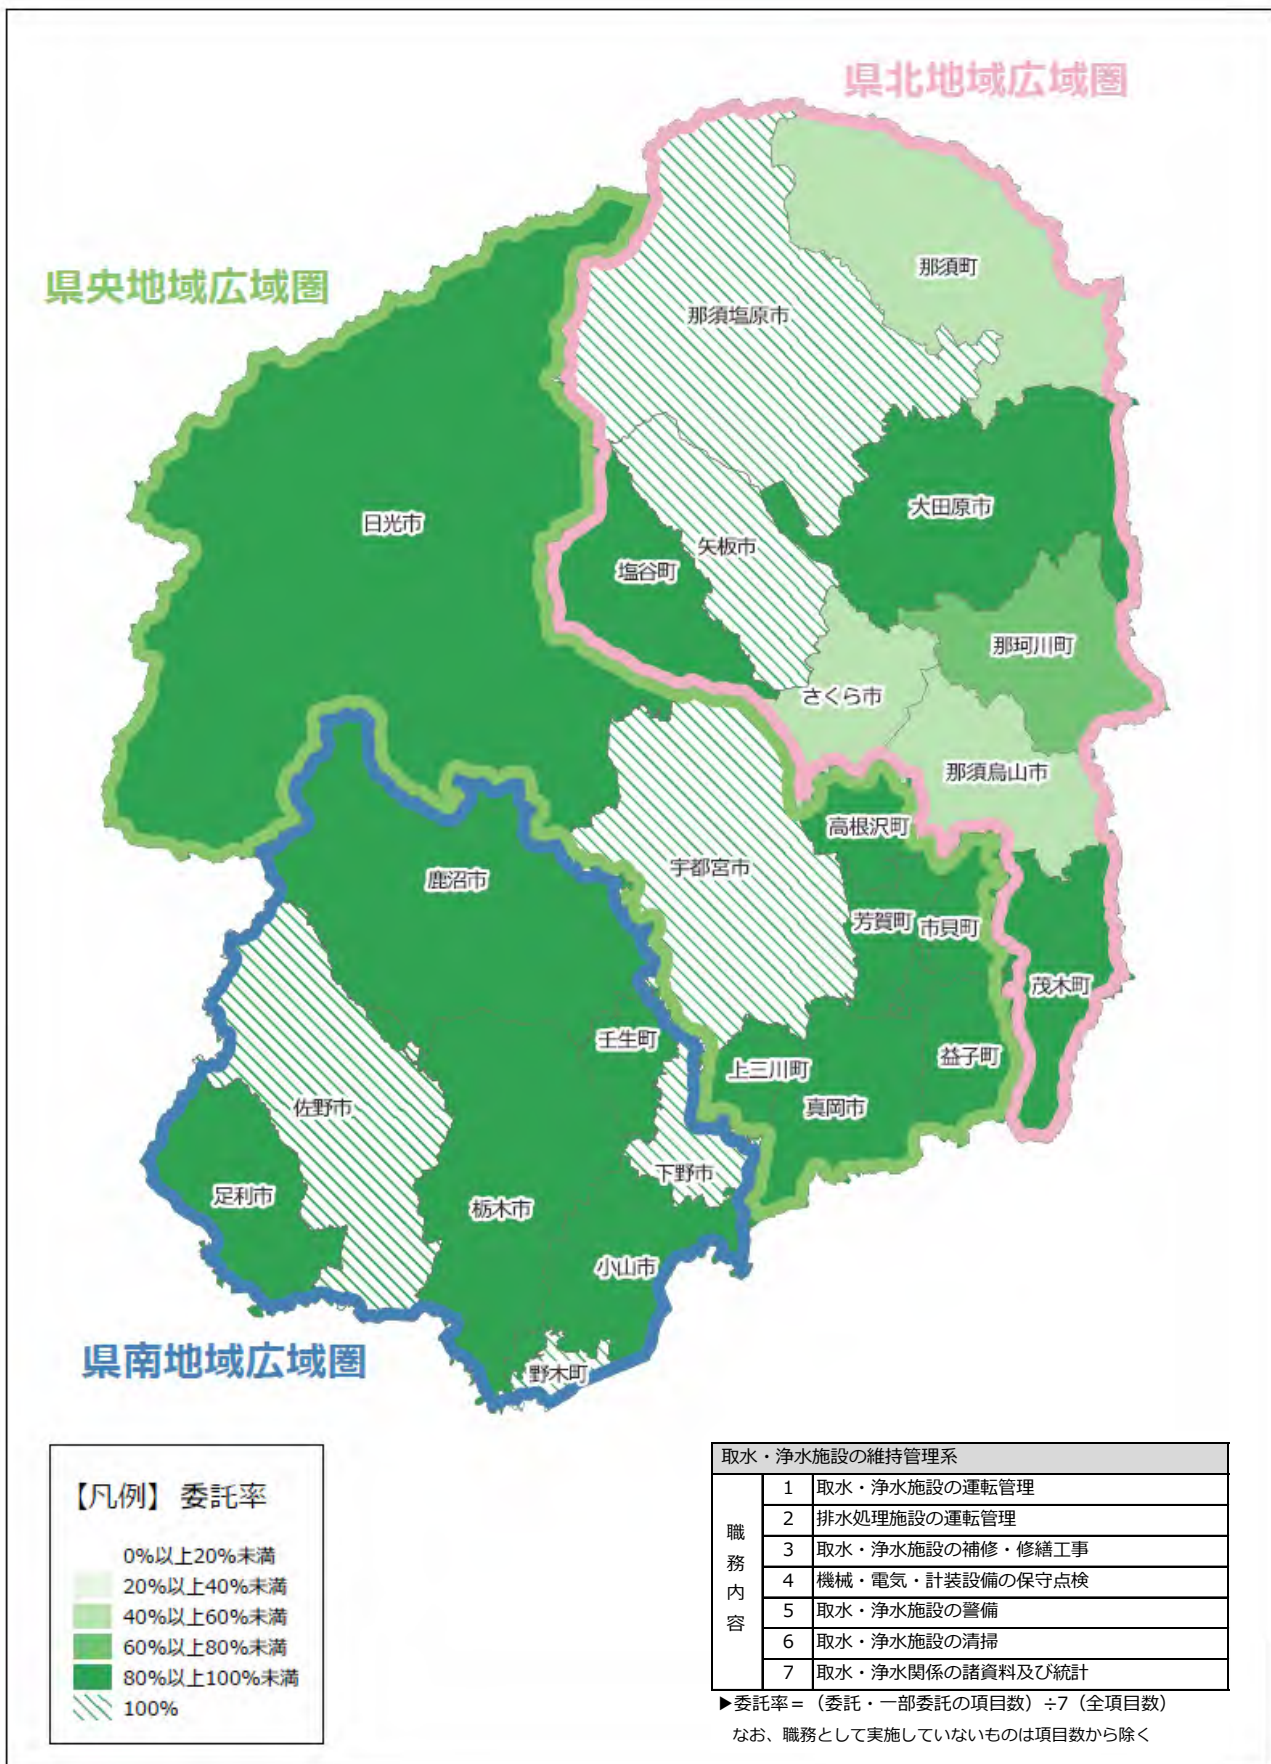 県北地域広域圏
県央地域広域圏
那須町
那須塩原市
大田原市
日光市
矢板市
塩谷町
那珂川町
さくら市
那須烏山市
高根沢町
宇都宮市
鹿沼市
芳賀町
市貝町
茂木町
壬生町
益子町
上三川町
佐野市
真岡市
下野市
足利市
栃木市
小山市
県南地域広域圏
野木町
【凡例】 委託率
0%以上20%未満
20%以上40%未満
40%以上60%未満
60%以上80%未満
80%以上100%未満
100%
取水・浄水施設の維持管理系
職務内容
1 取水・浄水施設の運転管理
2 排水処理施設の運転管理
3 取水・浄水施設の補修・修繕工事
4 機械・電気・計装設備の保守点検
5 取水・浄水施設の警備
6 取水・浄水施設の清掃
7 取水・浄水関係の諸資料及び統計
▶委託率＝（委託・一部委託の項目数）÷7（全項目数）
なお、職務として実施していないものは項目数から除く